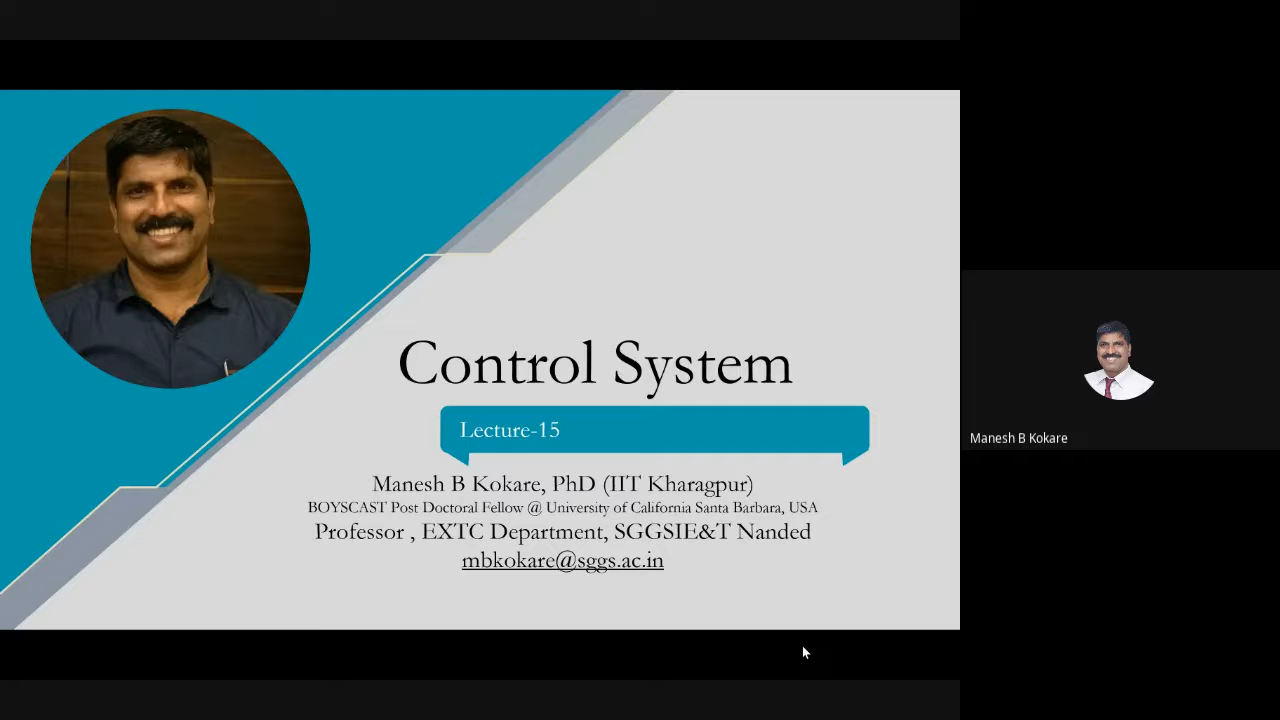 Control System
Lecture-15
Manesh B Kokare, PhD (IIT Kharagpur)
BOYSCAST Post Doctoral Fellow @ University of California Santa Barbara, USA
Professor , EXTC Department, SGGSIE&T Nanded
mbkokare@sggs.ac.in
Manesh B Kokare